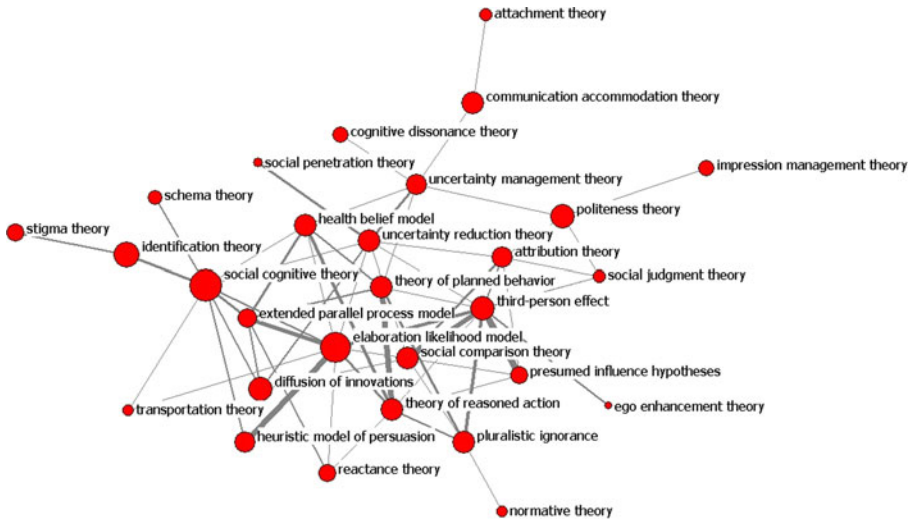 attachment theory
communication accommodation theory
cognitive dissonance theory
social penetration theory
impression management theory
uncertainty management theory
schema theory
politeness theory
health belief model
stigma theory
uncertainty reduction theory
identification theory
attribution theory
social cognitive theory
social judgment theory
theory of planned behavior
third-person effect
extended parallel process model
elaboration likelihood model
social comparison theory
presumed influence hypotheses
diffusion of innovations
theory of reasoned action
ego enhancement theory
transportation theory
heuristic model of persuasion
pluralistic ignorance
reactance theory
normative theory